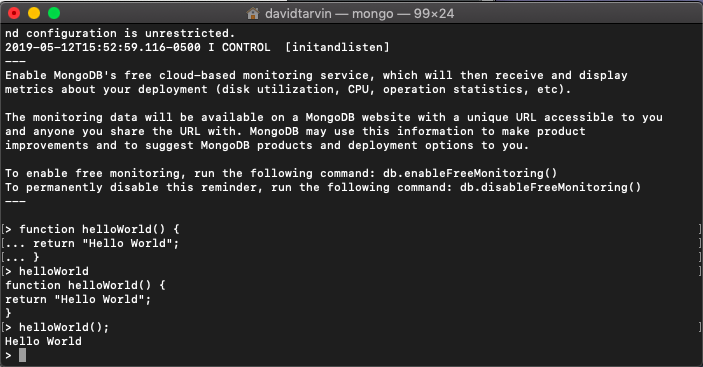 davidtarvin — mongo — 99×24
nd configuration is unrestricted.
2019-05-12T15:52:59.116-0500 I CONTROL  [initandlisten]
---
Enable MongoDB's free cloud-based monitoring service, which will then receive and display
metrics about your deployment (disk utilization, CPU, operation statistics, etc).

The monitoring data will be available on a MongoDB website with a unique URL accessible to you
and anyone you share the URL with. MongoDB may use this information to make product
improvements and to suggest MongoDB products and deployment options to you.

To enable free monitoring, run the following command: db.enableFreeMonitoring()
To permanently disable this reminder, run the following command: db.disableFreeMonitoring()
---

[> function helloWorld() { ]
[... return "Hello World"; ]
[... } ]
[> helloWorld ]
function helloWorld() {
return "Hello World";
}
[> helloWorld(); ]
Hello World
>